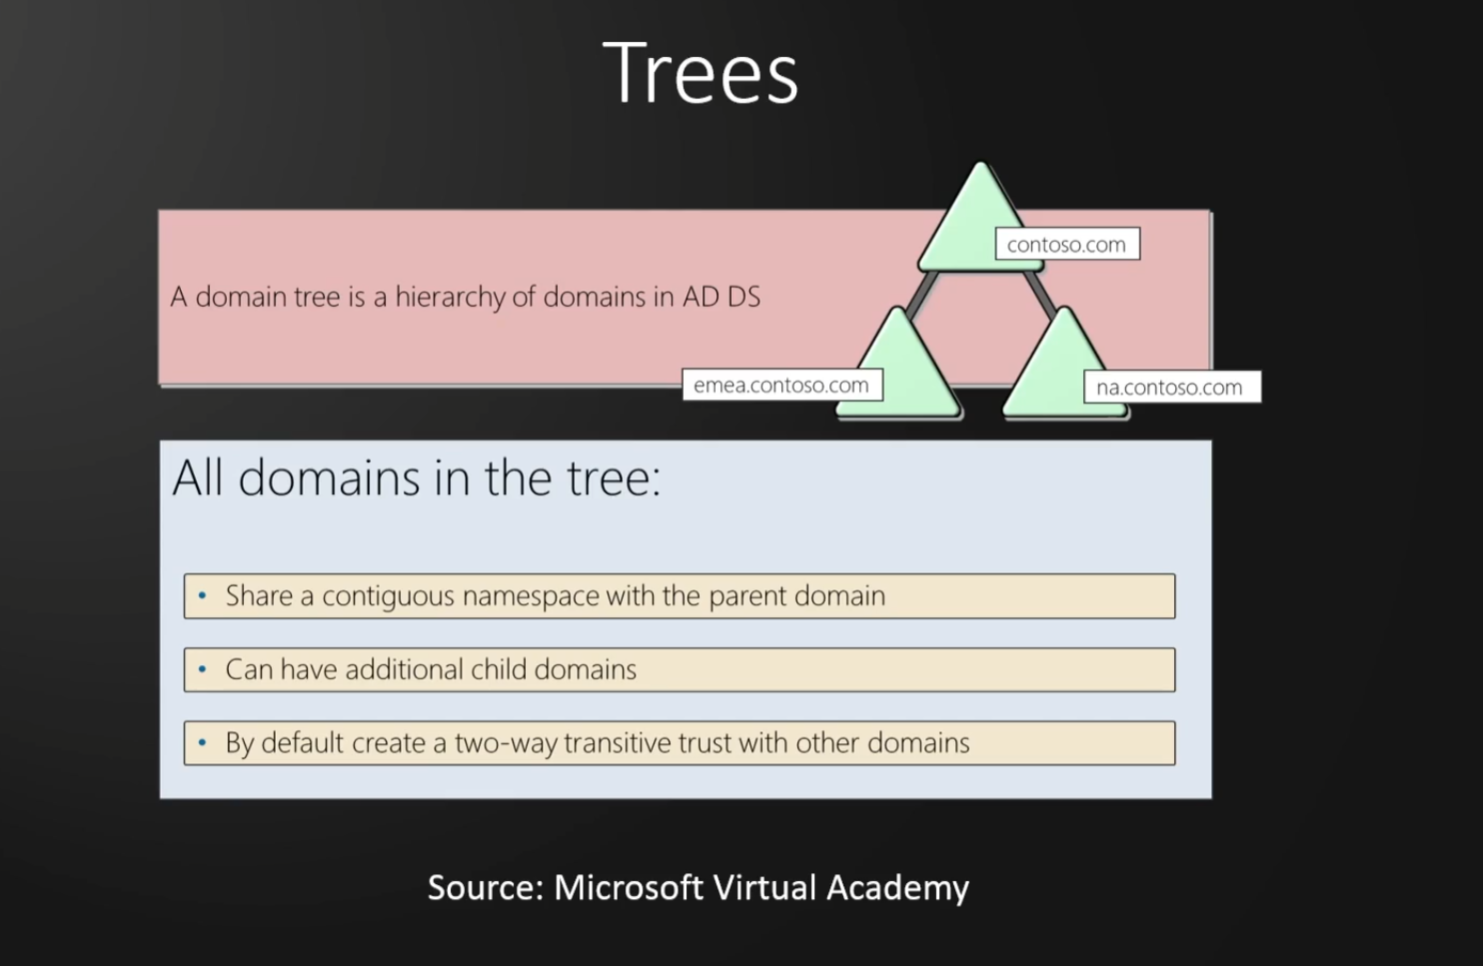 Trees
contoso.com
A domain tree is a hierarchy of domains in AD DS
emea.contoso.com
na.contoso.com
All domains in the tree:
• Share a contiguous namespace with the parent domain
• Can have additional child domains
• By default create a two-way transitive trust with other domains
Source: Microsoft Virtual Academy